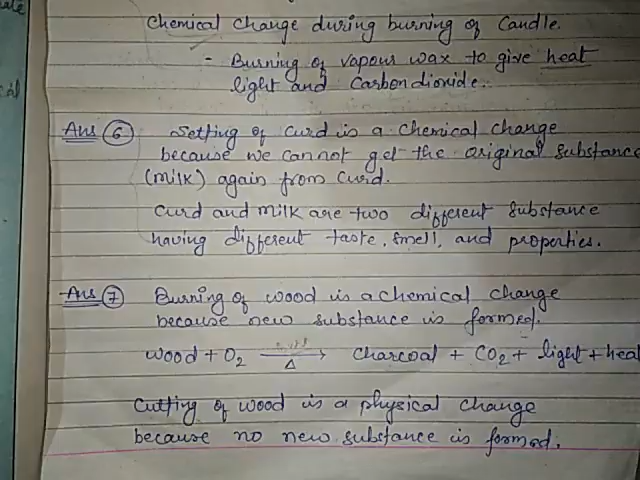 Chemical change during burning of Candle.
- Burning of vapour wax to give heat
light and Carbondioxide.
Ans 6 Setting of curd is a chemical change
because we cannot get the original substance
(milk) again from curd.
Curd and milk are two different substance
having different taste, smell, and properties.
Ans 7 Burning of wood is a chemical change
because new substance is formed.
wood + O2 → charcoal + CO2 + light + heat
Δ
Cutting of wood is a physical change
because no new substance is formed.